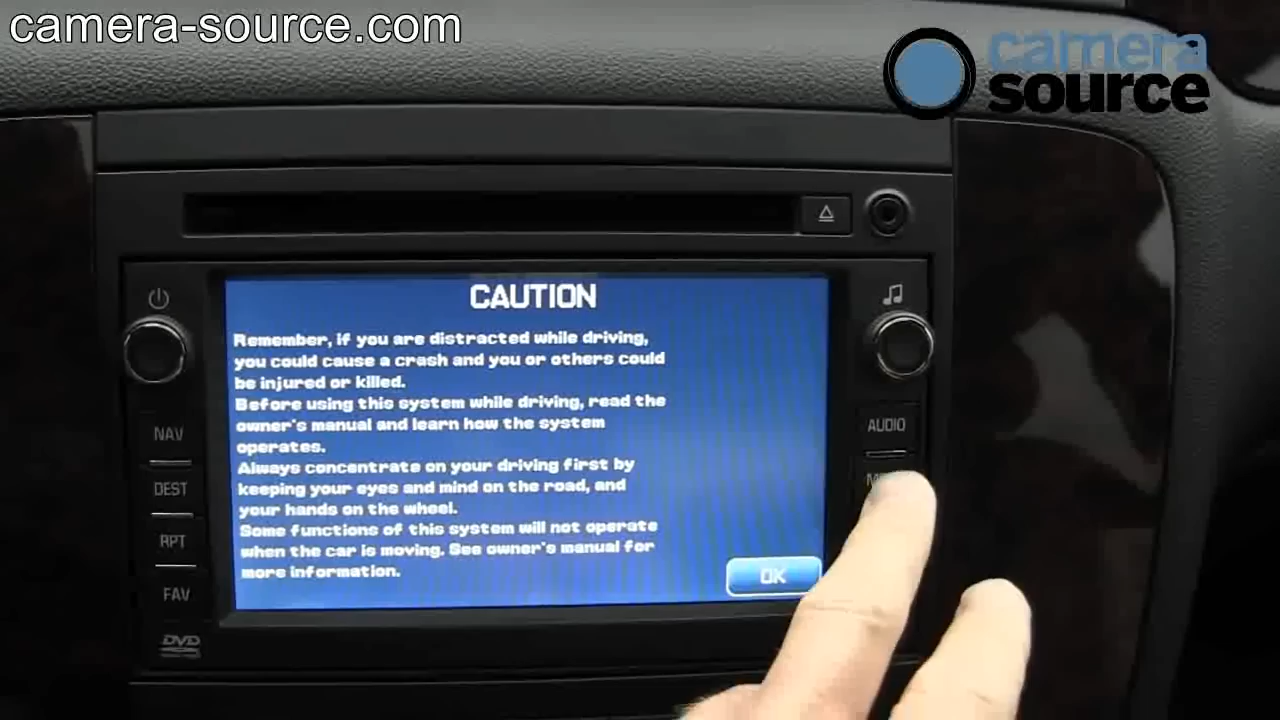 camera-source.com
camera
source
CAUTION
Remember, if you are distracted while driving,
you could cause a crash and you or others could
be injured or killed.
Before using this system while driving, read the
owner's manual and learn how the system
operates.
Always concentrate on your driving first by
keeping your eyes and mind on the road, and
your hands on the wheel.
Some functions of this system will not operate
when the car is moving. See owner's manual for
more information.
OK
NAV
DEST
RPT
FAV
DVD
AUDIO